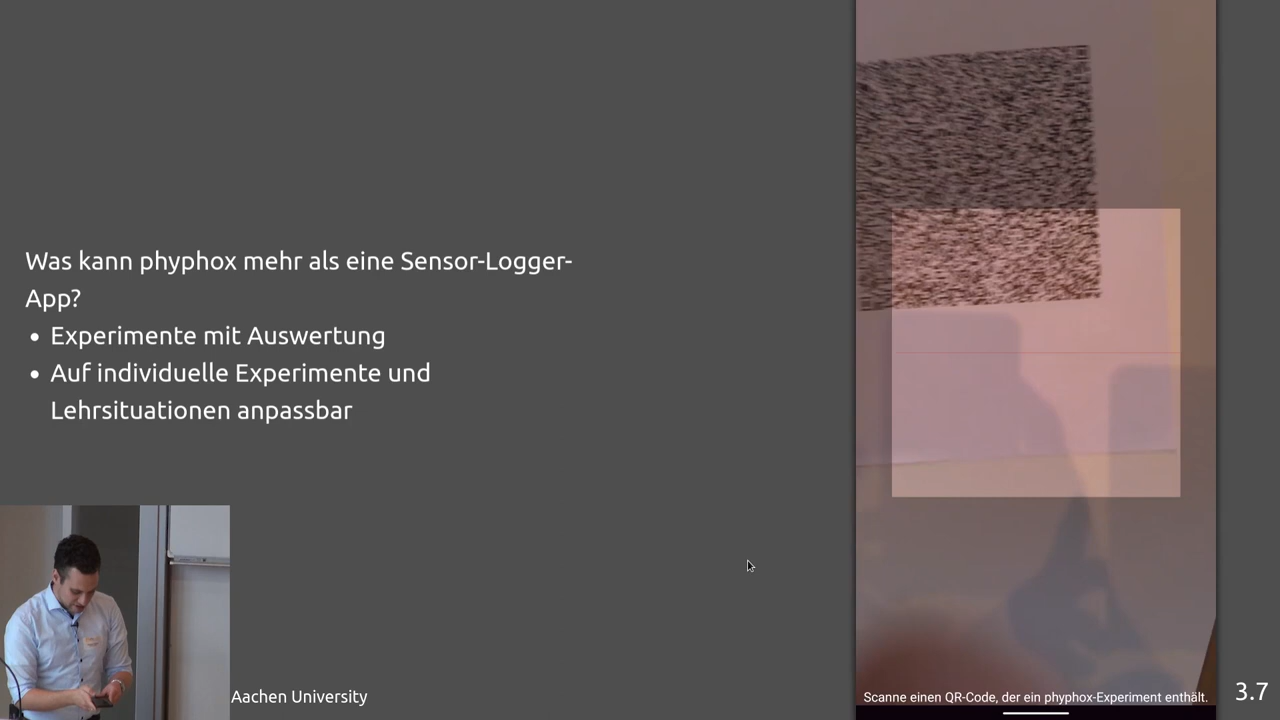 Was kann phyphox mehr als eine Sensor-Logger-
App?
• Experimente mit Auswertung
• Auf individuelle Experimente und
Lehrsituationen anpassbar
Aachen University
Scanne einen QR-Code, der ein phyphox-Experiment enthält.
3.7